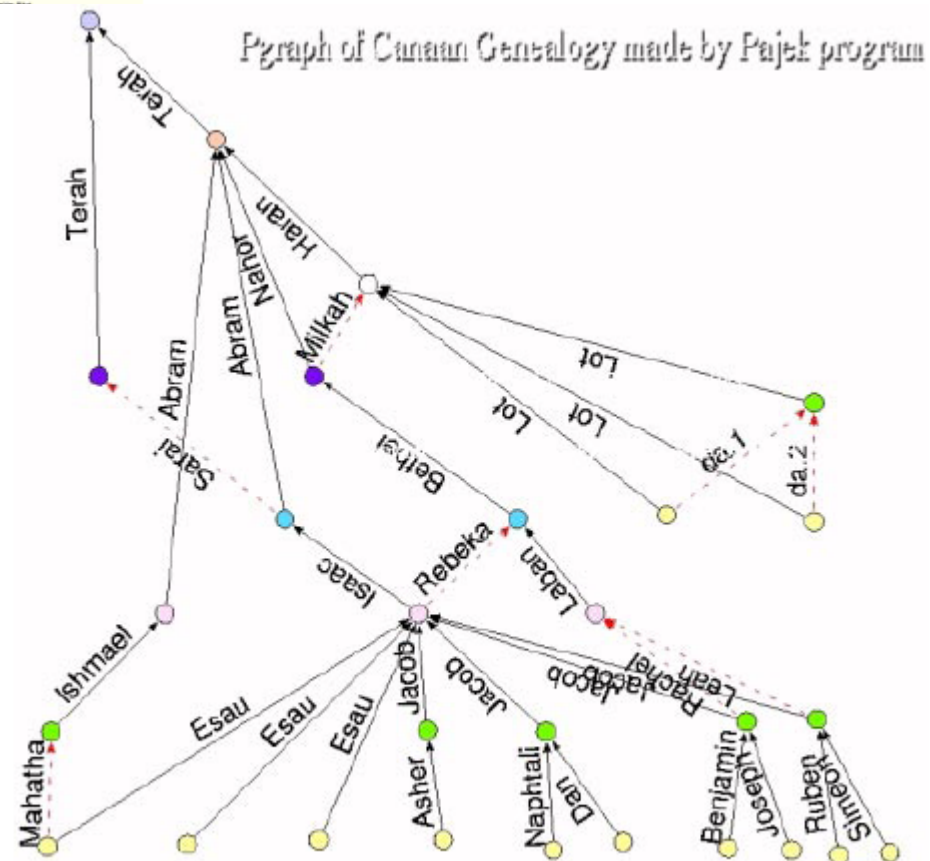 Pgraph of Canaan Genealogy made by Pajek program
Terah
Terah
Haran
Nahor
Abram
Abram
Milkah
Lot
Lot
Lot
da.1
da.2
Sarai
Bethel
Rebeka
Laban
Isaac
Ishmael
Rachel
Leah
Esau
Esau
Esau
Jacob
Jacob
Jacob
Jacob
Mahatha
Asher
Naphtali
Dan
Benjamin
Joseph
Ruben
Simeon